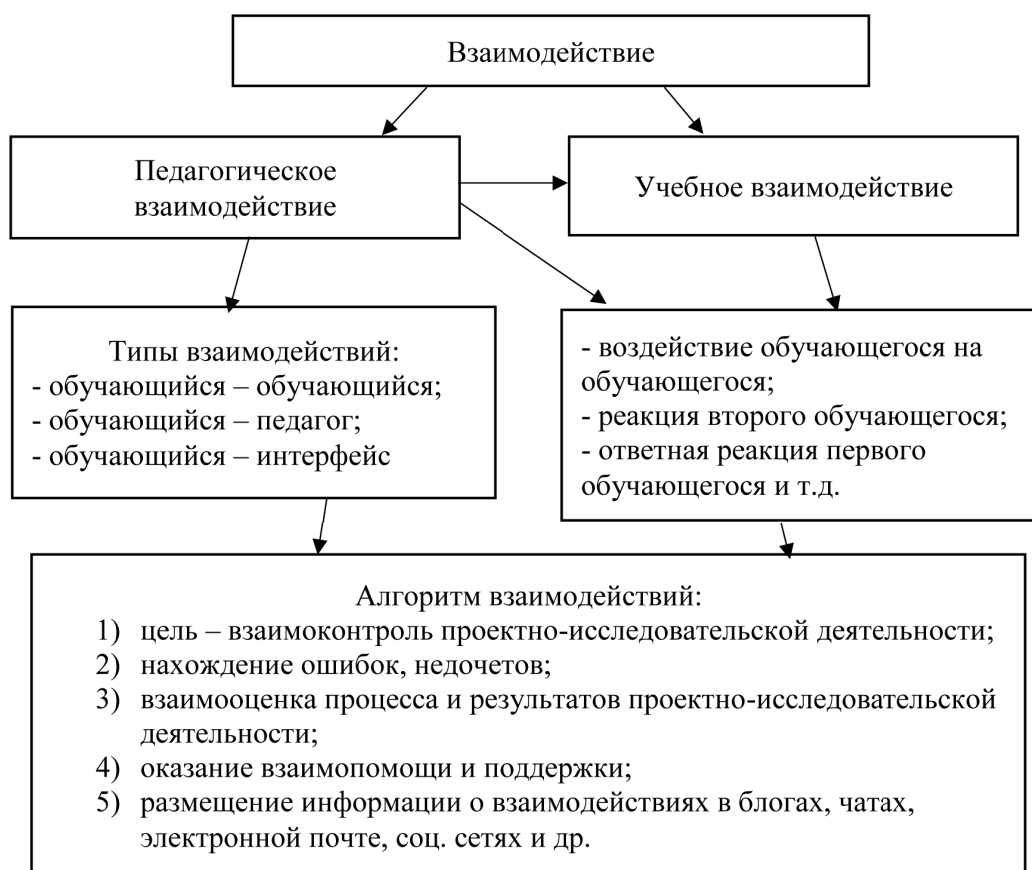 Взаимодействие
Педагогическое
взаимодействие
Учебное взаимодействие
Типы взаимодействий:
- обучающийся – обучающийся;
- обучающийся – педагог;
- обучающийся – интерфейс
- воздействие обучающегося на
обучающегося;
- реакция второго обучающегося;
- ответная реакция первого
обучающегося и т.д.
Алгоритм взаимодействий:
1) цель – взаимоконтроль проектно-исследовательской деятельности;
2) нахождение ошибок, недочетов;
3) взаимооценка процесса и результатов проектно-исследовательской
деятельности;
4) оказание взаимопомощи и поддержки;
5) размещение информации о взаимодействиях в блогах, чатах,
электронной почте, соц. сетях и др.